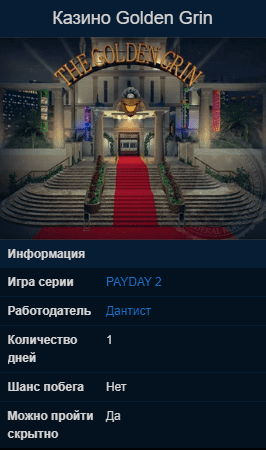 Казино Golden Grin
THE GOLDEN GRIN
Информация
Игра серии PAYDAY 2
Работодатель Дантист
Количество дней 1
Шанс побега Нет
Можно пройти скрытно Да